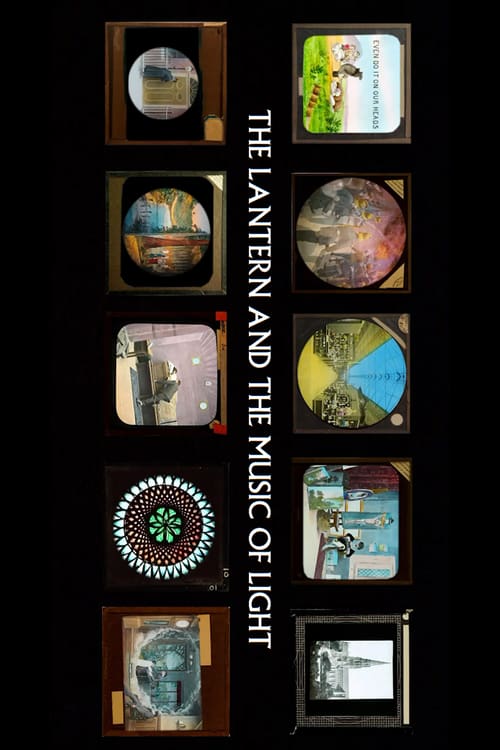 THE LANTERN AND THE MUSIC OF LIGHT
EVEN DO IT ON OUR HEADS